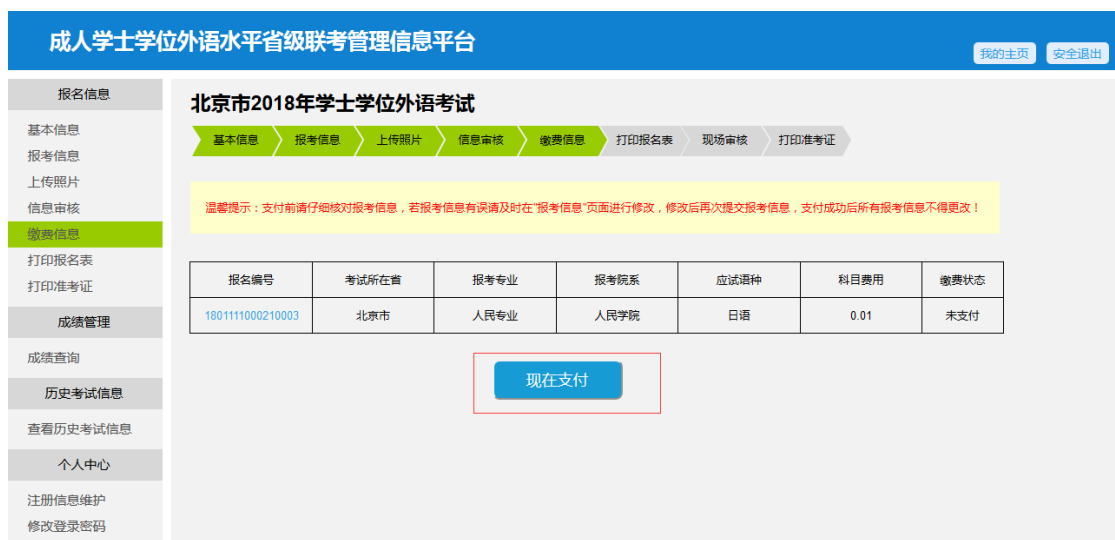 成人学士学位外语水平省级联考管理信息平台
我的主页 安全退出
报名信息
基本信息
报考信息
上传照片
信息审核
缴费信息
打印报名表
打印准考证
成绩管理
成绩查询
历史考试信息
查看历史考试信息
个人中心
注册信息维护
修改登录密码
北京市2018年学士学位外语考试
基本信息 报考信息 上传照片 信息审核 缴费信息 打印报名表 现场审核 打印准考证
温馨提示：支付前请仔细核对报考信息，若报考信息有误请及时在"报考信息"页面进行修改，修改后再次提交报考信息，支付成功后所有报考信息不得更改！
报名编号 考试所在省 报考专业 报考院系 应试语种 科目费用 缴费状态
1801111000210003 北京市 人民专业 人民学院 日语 0.01 未支付
现在支付